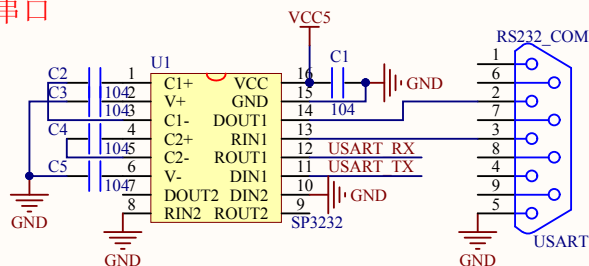 串口
VCC5
RS232_COM
U1
C1
104
GND
C2
C3
104
C4
104
C5
104
GND
1
2
3
4
5
6
7
8
C1+
V+
C1-
C2+
C2-
V-
DOUT2
RIN2
VCC
GND
DOUT1
RIN1
ROUT1
DIN1
DIN2
ROUT2
16
15
14
13
12
11
10
9
USART_RX
USART_TX
GND
SP3232
GND
1
6
2
7
3
8
4
9
5
GND
USART